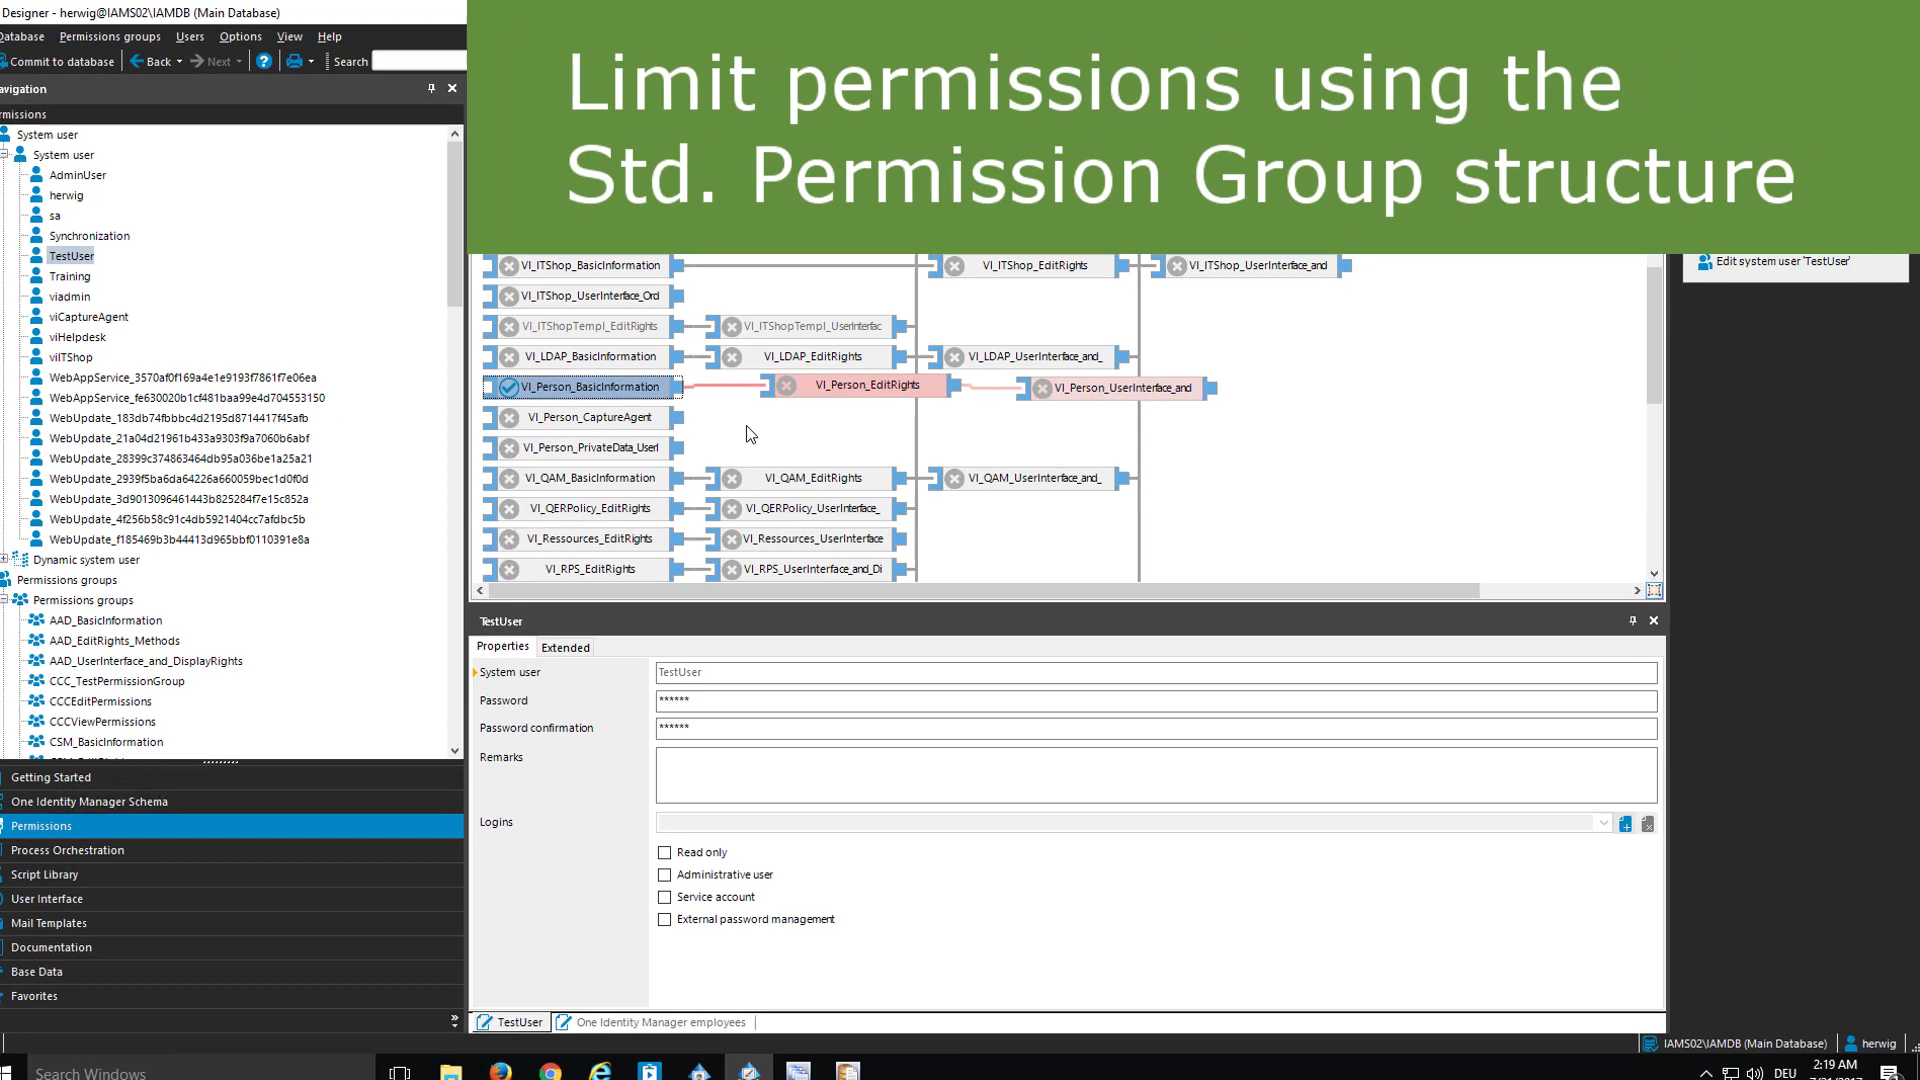 Designer - herwig@IAMS02\IAMDB (Main Database)
Limit permissions using the
Std. Permission Group structure
Database Permissions groups Users Options View Help
Commit to database Back Next ? Search
avigation
rmissions
System user
System user
AdminUser
herwig
sa
Synchronization
TestUser
Training
viadmin
viCaptureAgent
viHelpdesk
viITShop
WebAppService_3570af0f169a4e1e9193f7861f7e06ea
WebAppService_fe630020b1cf481baa99e4d704553150
WebUpdate_183db74fbbbc4d2195d8714417f45afb
WebUpdate_21a04d21961b433a9303f9a7060b6abf
WebUpdate_28399c374863464db95a036be1a25a21
WebUpdate_2939f5ba6da64226a660059bec1d0f0d
WebUpdate_3d9013096461443b825284f7e15c852a
WebUpdate_4f256b58c91c4db5921404cc7afdbc5b
WebUpdate_f185469b3b44413d965bbf0110391e8a
Dynamic system user
Permissions groups
Permissions groups
AAD_BasicInformation
AAD_EditRights_Methods
AAD_UserInterface_and_DisplayRights
CCC_TestPermissionGroup
CCCEditPermissions
CCCViewPermissions
CSM_BasicInformation
Getting Started
One Identity Manager Schema
Permissions
Process Orchestration
Script Library
User Interface
Mail Templates
Documentation
Base Data
Favorites
VI_ITShop_BasicInformation VI_ITShop_EditRights VI_ITShop_UserInterface_and
VI_ITShop_UserInterface_Ord
VI_ITShopTempl_EditRights VI_ITShopTempl_UserInterfac
VI_LDAP_BasicInformation VI_LDAP_EditRights VI_LDAP_UserInterface_and_
VI_Person_BasicInformation VI_Person_EditRights VI_Person_UserInterface_and
VI_Person_CaptureAgent
VI_Person_PrivateData_UserI
VI_QAM_BasicInformation VI_QAM_EditRights VI_QAM_UserInterface_and_
VI_QERPolicy_EditRights VI_QERPolicy_UserInterface_
VI_Ressources_EditRights VI_Ressources_UserInterface
VI_RPS_EditRights VI_RPS_UserInterface_and_Di
Edit system user 'TestUser'
TestUser
Properties Extended
System user TestUser
Password ******
Password confirmation ******
Remarks
Logins
Read only
Administrative user
Service account
External password management
TestUser One Identity Manager employees
IAMS02\IAMDB (Main Database) herwig
Search Windows
DEU 2:19 AM